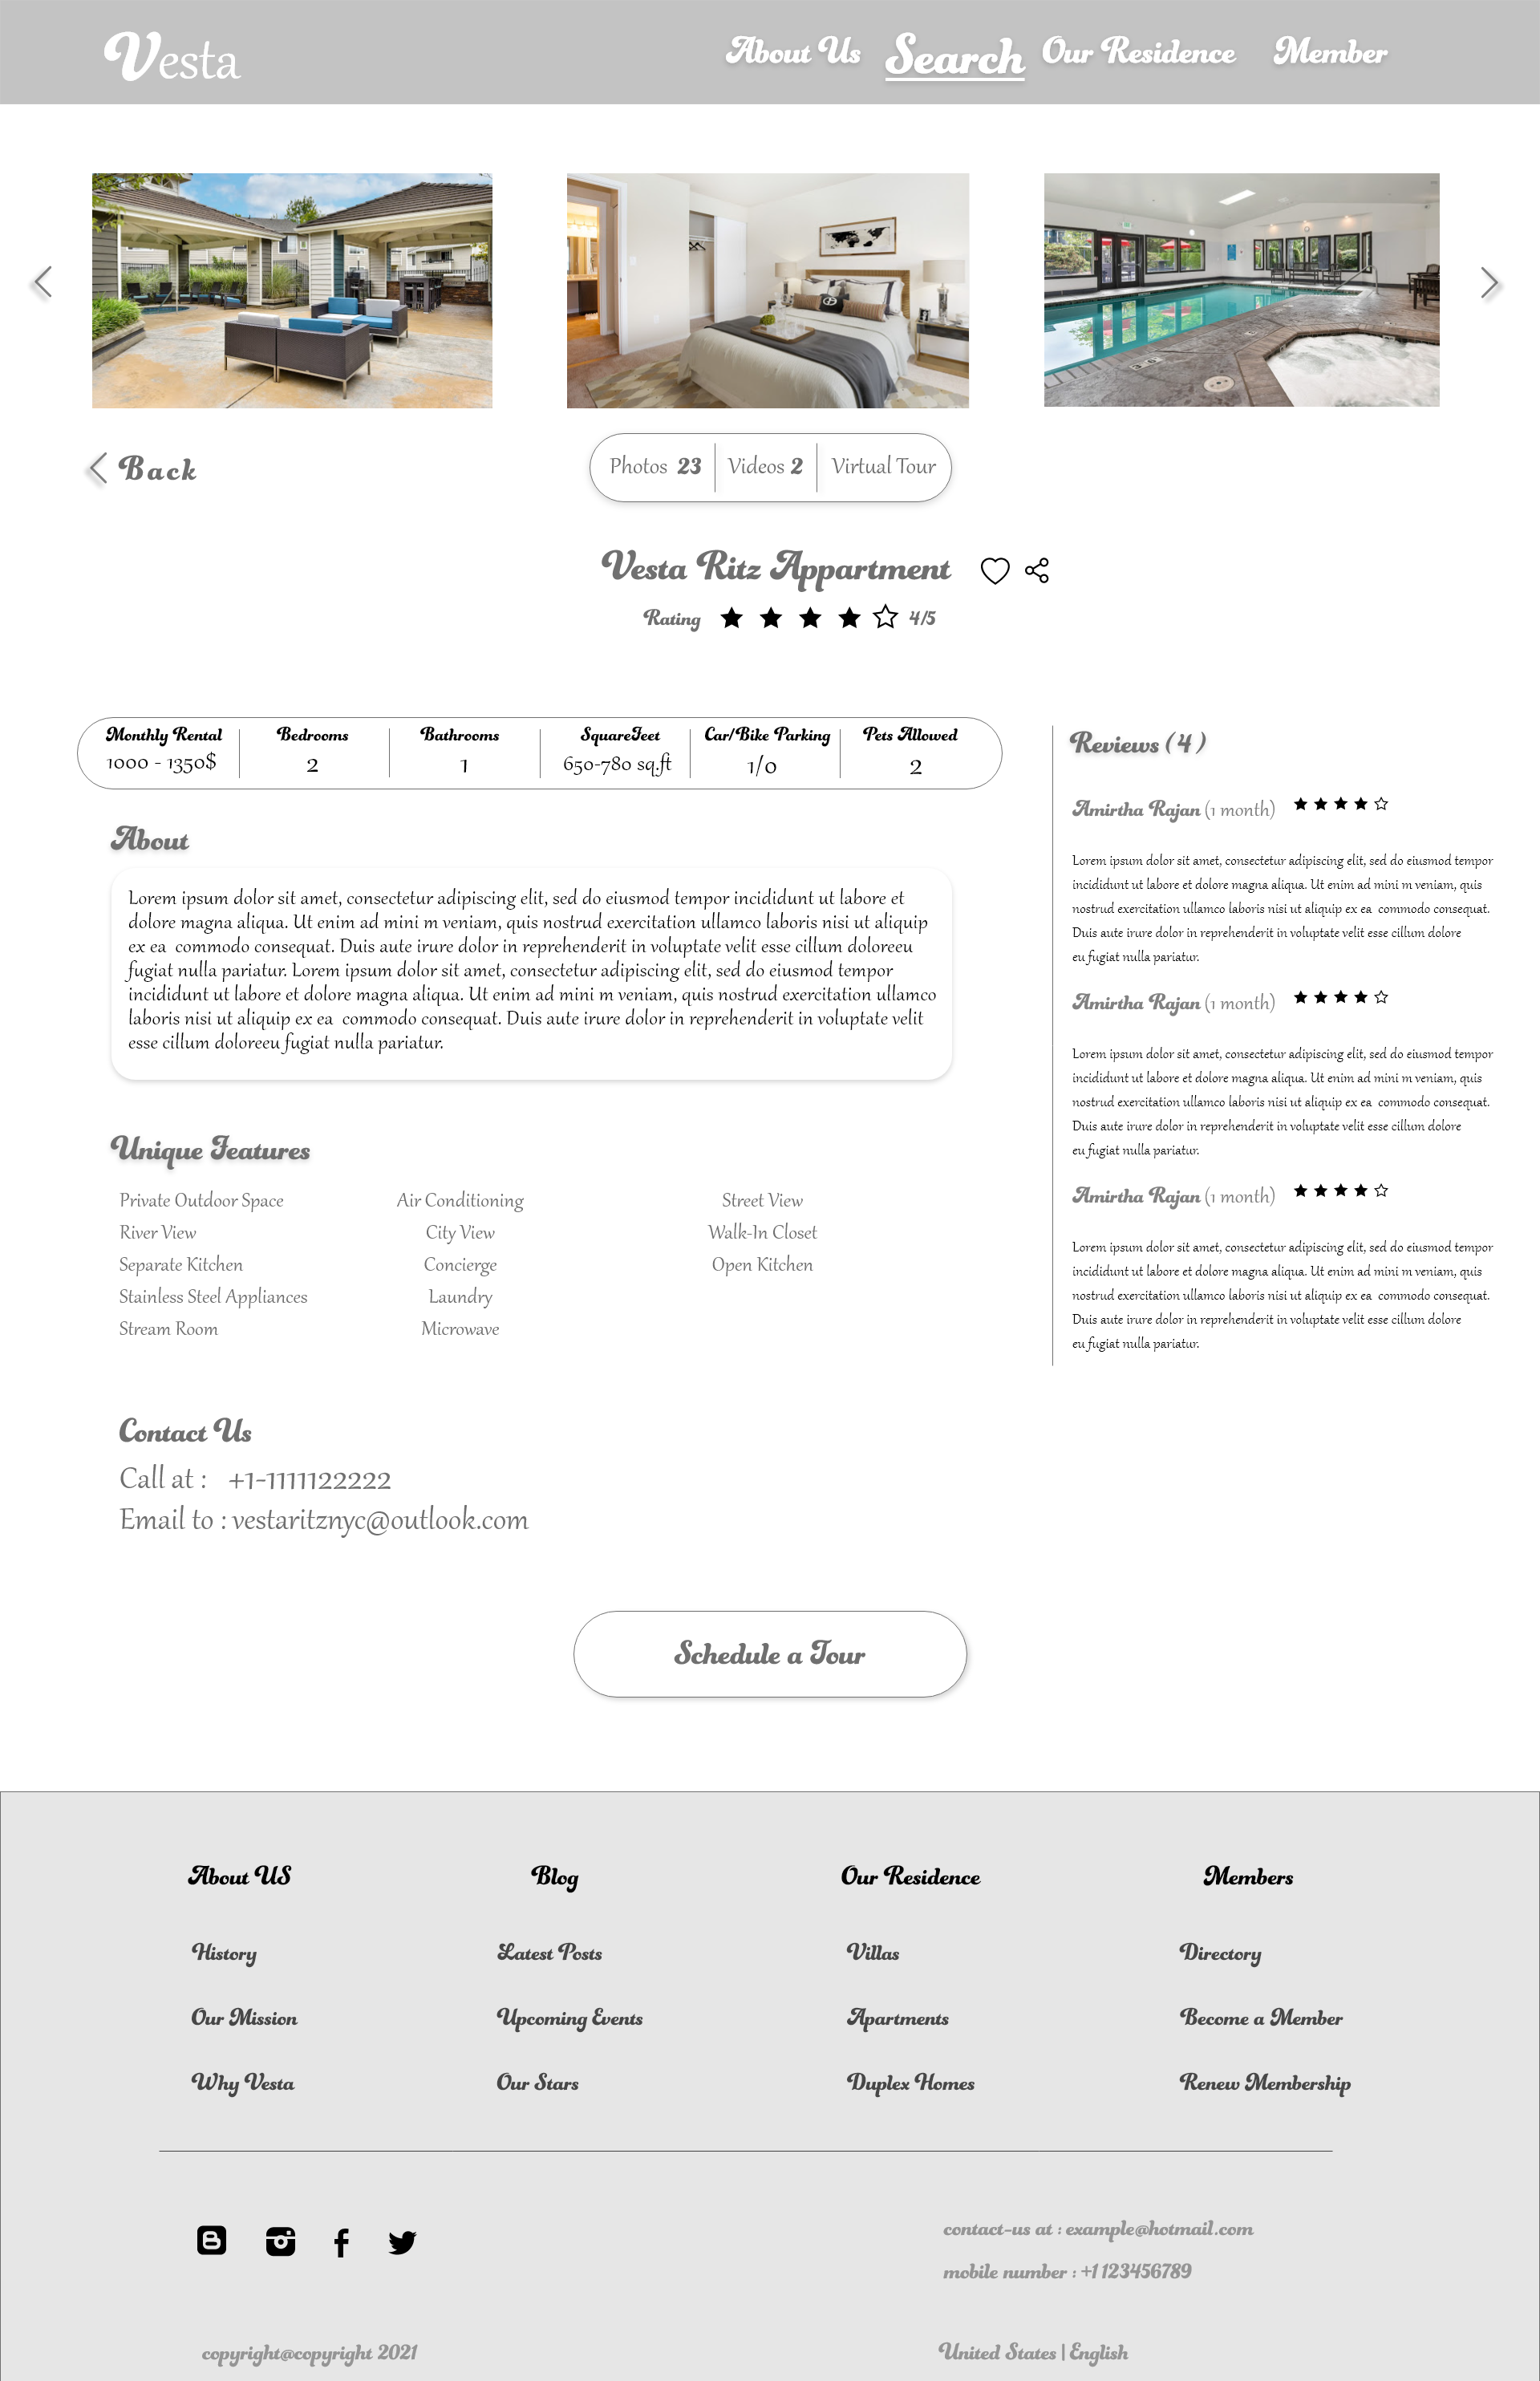 Vesta
About Us Search Our Residence Member
Back
Photos 23 Videos 2 Virtual Tour
Vesta Ritz Appartment
Rating 4/5
Monthly Rental Bedrooms Bathrooms SquareFeet Car/Bike Parking Pets Allowed
1000 - 1350$ 2 1 650-780 sq.ft 1/0 2
About
Lorem ipsum dolor sit amet, consectetur adipiscing elit, sed do eiusmod tempor incididunt ut labore et
dolore magna aliqua. Ut enim ad mini m veniam, quis nostrud exercitation ullamco laboris nisi ut aliquip
ex ea commodo consequat. Duis aute irure dolor in reprehenderit in voluptate velit esse cillum doloreeu
fugiat nulla pariatur. Lorem ipsum dolor sit amet, consectetur adipiscing elit, sed do eiusmod tempor
incididunt ut labore et dolore magna aliqua. Ut enim ad mini m veniam, quis nostrud exercitation ullamco
laboris nisi ut aliquip ex ea commodo consequat. Duis aute irure dolor in reprehenderit in voluptate velit
esse cillum doloreeu fugiat nulla pariatur.
Unique Features
Private Outdoor Space Air Conditioning Street View
River View City View Walk-In Closet
Separate Kitchen Concierge Open Kitchen
Stainless Steel Appliances Laundry
Stream Room Microwave
Contact Us
Call at : +1-1111122222
Email to : vestaritznyc@outlook.com
Reviews ( 4 )
Amirtha Rajan (1 month)
Lorem ipsum dolor sit amet, consectetur adipiscing elit, sed do eiusmod tempor
incididunt ut labore et dolore magna aliqua. Ut enim ad mini m veniam, quis
nostrud exercitation ullamco laboris nisi ut aliquip ex ea commodo consequat.
Duis aute irure dolor in reprehenderit in voluptate velit esse cillum dolore
eu fugiat nulla pariatur.
Amirtha Rajan (1 month)
Lorem ipsum dolor sit amet, consectetur adipiscing elit, sed do eiusmod tempor
incididunt ut labore et dolore magna aliqua. Ut enim ad mini m veniam, quis
nostrud exercitation ullamco laboris nisi ut aliquip ex ea commodo consequat.
Duis aute irure dolor in reprehenderit in voluptate velit esse cillum dolore
eu fugiat nulla pariatur.
Amirtha Rajan (1 month)
Lorem ipsum dolor sit amet, consectetur adipiscing elit, sed do eiusmod tempor
incididunt ut labore et dolore magna aliqua. Ut enim ad mini m veniam, quis
nostrud exercitation ullamco laboris nisi ut aliquip ex ea commodo consequat.
Duis aute irure dolor in reprehenderit in voluptate velit esse cillum dolore
eu fugiat nulla pariatur.
Schedule a Tour
About US Blog Our Residence Members
History Latest Posts Villas Directory
Our Mission Upcoming Events Apartments Become a Member
Why Vesta Our Stars Duplex Homes Renew Membership
contact-us at : example@hotmail.com
mobile number : +1 123456789
copyright@copyright 2021 United States | English